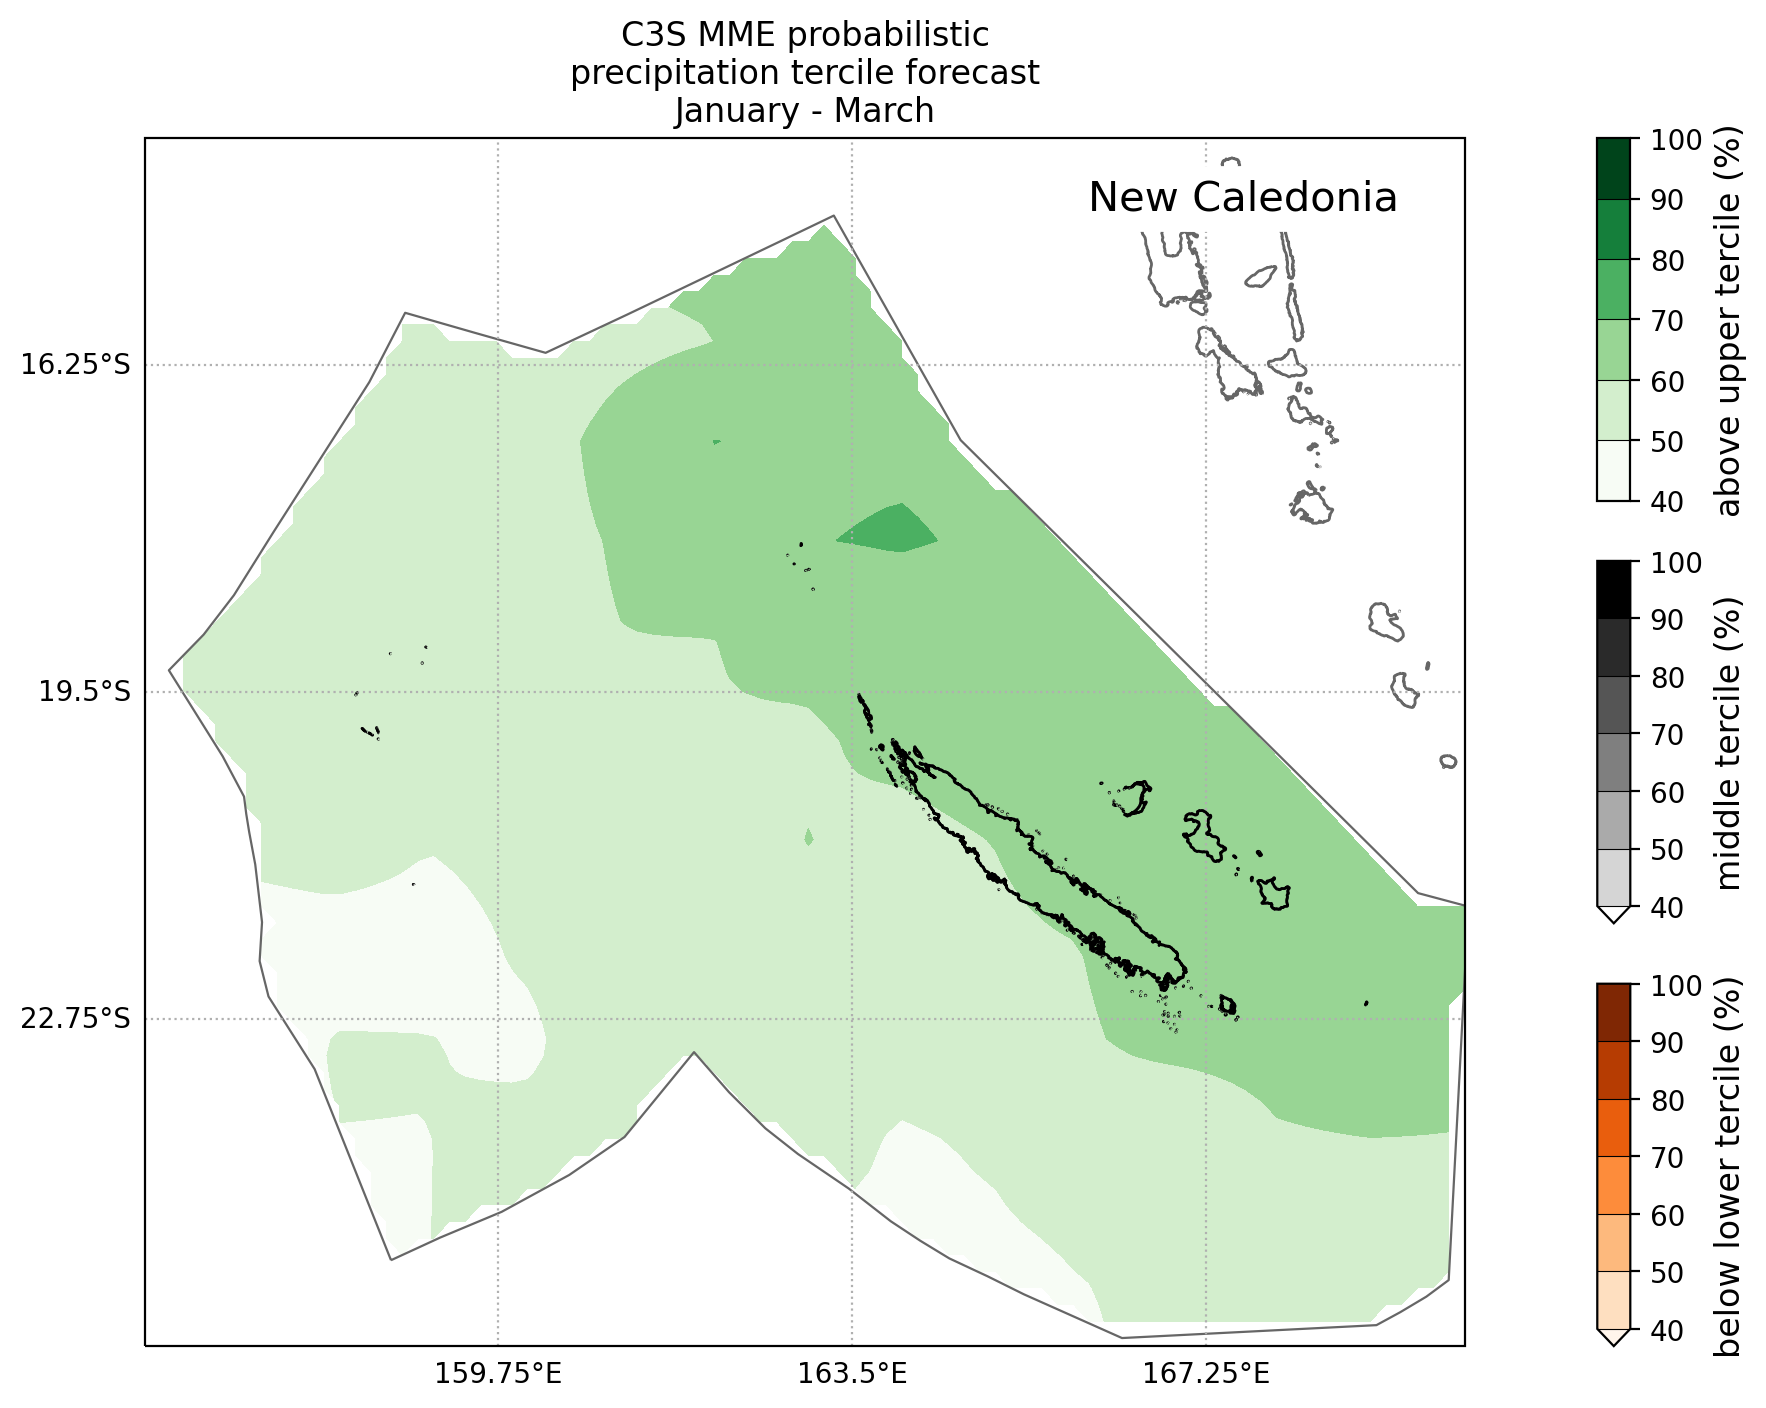 C3S MME probabilistic
precipitation tercile forecast
January - March
New Caledonia
16.25°S
19.5°S
22.75°S
159.75°E
163.5°E
167.25°E
100
90
80
70
60
50
40
above upper tercile (%)
100
90
80
70
60
50
40
middle tercile (%)
100
90
80
70
60
50
40
below lower tercile (%)